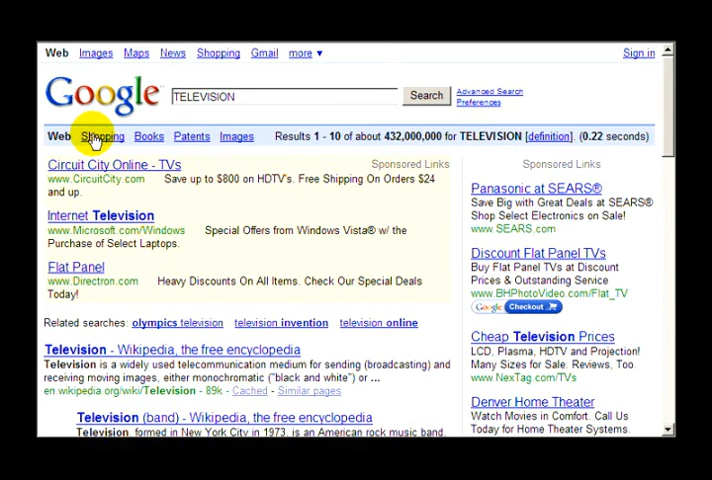 Web Images Maps News Shopping Gmail more ▼ Sign in
Google TELEVISION Search Advanced Search
Preferences
Web Shopping Books Patents Images Results 1 - 10 of about 432,000,000 for TELEVISION [definition]. (0.22 seconds)
Circuit City Online - TVs Sponsored Links
www.CircuitCity.com Save up to $800 on HDTV's. Free Shipping On Orders $24
and up.
Internet Television
www.Microsoft.com/Windows Special Offers from Windows Vista® w/ the
Purchase of Select Laptops.
Flat Panel
www.Directron.com Heavy Discounts On All Items. Check Our Special Deals
Today!
Related searches: olympics television television invention television online
Television - Wikipedia, the free encyclopedia
Television is a widely used telecommunication medium for sending (broadcasting) and
receiving moving images, either monochromatic ("black and white") or ...
en.wikipedia.org/wiki/Television - 89k - Cached - Similar pages
Television (band) - Wikipedia, the free encyclopedia
Television, formed in New York City in 1973, is an American rock music band.
Sponsored Links
Panasonic at SEARS®
Save Big with Great Deals at SEARS®
Shop Select Electronics on Sale!
www.SEARS.com
Discount Flat Panel TVs
Buy Flat Panel TVs at Discount
Prices & Outstanding Service
www.BHPhotoVideo.com/Flat_TV
Google Checkout
Cheap Television Prices
LCD, Plasma, HDTV and Projection!
Many Sizes for Sale. Reviews, Too.
www.NexTag.com/TVs
Denver Home Theater
Watch Movies in Comfort. Call Us
Today for Home Theater Systems.